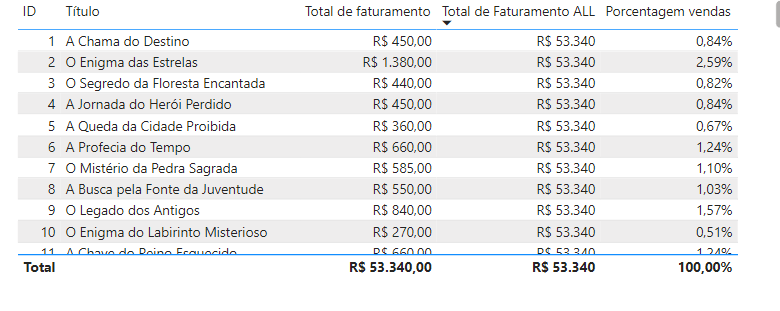 ID Título Total de faturamento Total de Faturamento ALL Porcentagem vendas
1 A Chama do Destino R$ 450,00 R$ 53.340 0,84%
2 O Enigma das Estrelas R$ 1.380,00 R$ 53.340 2,59%
3 O Segredo da Floresta Encantada R$ 440,00 R$ 53.340 0,82%
4 A Jornada do Herói Perdido R$ 450,00 R$ 53.340 0,84%
5 A Queda da Cidade Proibida R$ 360,00 R$ 53.340 0,67%
6 A Profecia do Tempo R$ 660,00 R$ 53.340 1,24%
7 O Mistério da Pedra Sagrada R$ 585,00 R$ 53.340 1,10%
8 A Busca pela Fonte da Juventude R$ 550,00 R$ 53.340 1,03%
9 O Legado dos Antigos R$ 840,00 R$ 53.340 1,57%
10 O Enigma do Labirinto Misterioso R$ 270,00 R$ 53.340 0,51%
11 A Chave do Reino Esquecido R$ 660,00 R$ 53.340 1,24%
Total R$ 53.340,00 R$ 53.340 100,00%